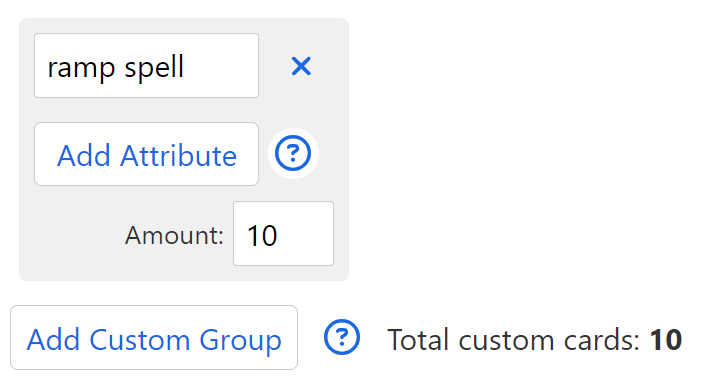 ramp spell
Add Attribute ?
Amount: 10
Add Custom Group ? Total custom cards: 10